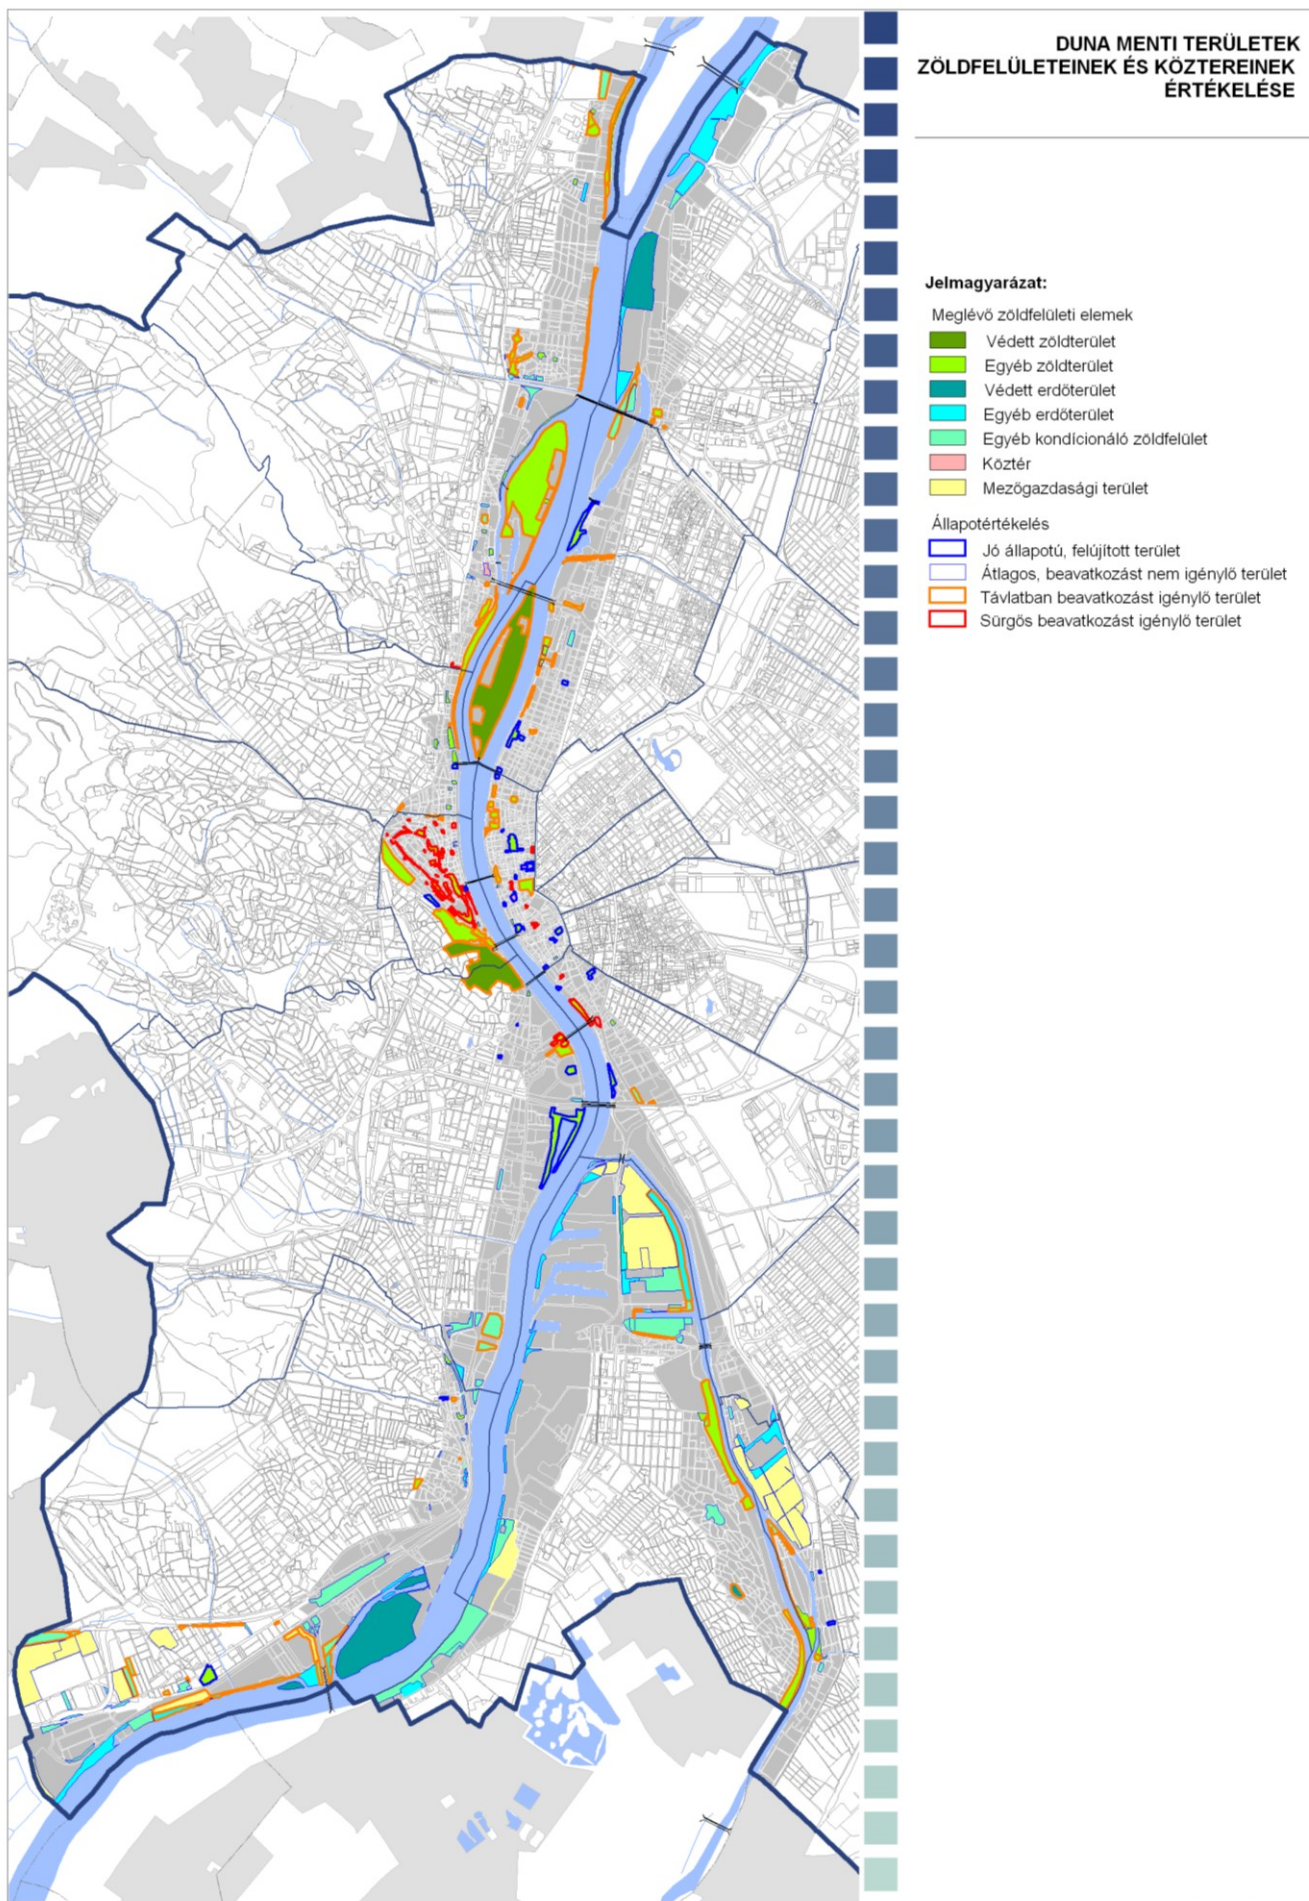 DUNA MENTI TERÜLETEK
ZÖLDFELÜLETEINEK ÉS KÖZTEREINEK
ÉRTÉKELÉSE
Jelmagyarázat:
Meglévő zöldfelületi elemek
Védett zöldterület
Egyéb zöldterület
Védett erdőterület
Egyéb erdőterület
Egyéb kondícionáló zöldfelület
Köztér
Mezőgazdasági terület
Állapotértékelés
Jó állapotú, felújított terület
Átlagos, beavatkozást nem igénylő terület
Távlatban beavatkozást igénylő terület
Sürgős beavatkozást igénylő terület